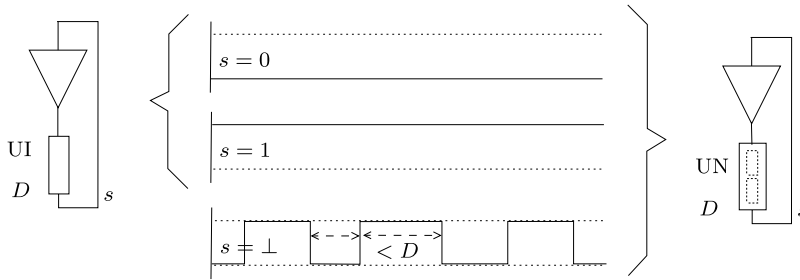 s = 0
UI
s = 1
UN
D
s
D
s = ⊥
< D